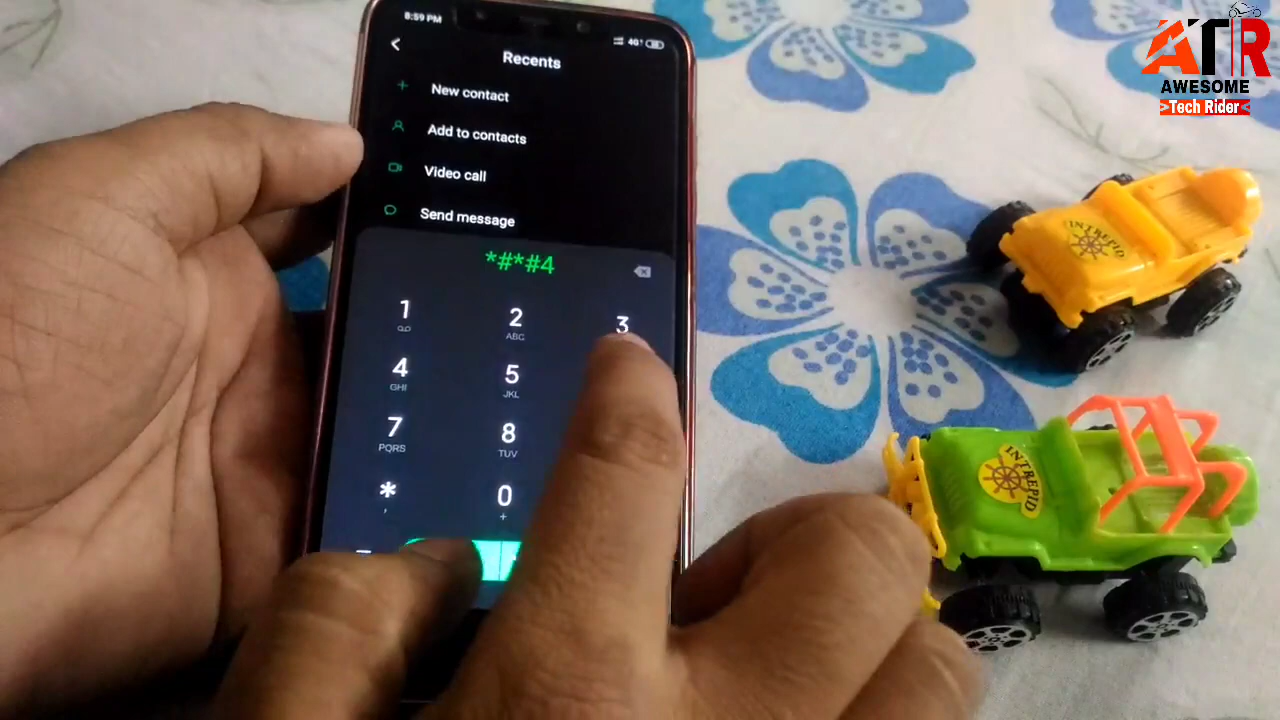 8:59 PM
4G+
Recents
New contact
Add to contacts
Video call
Send message
*#*#4
1
2
ABC
3
4
GHI
5
JKL
7
PQRS
8
TUV
*
,
0
+
ATR
AWESOME
>Tech Rider<
INTREPID
INTREPID